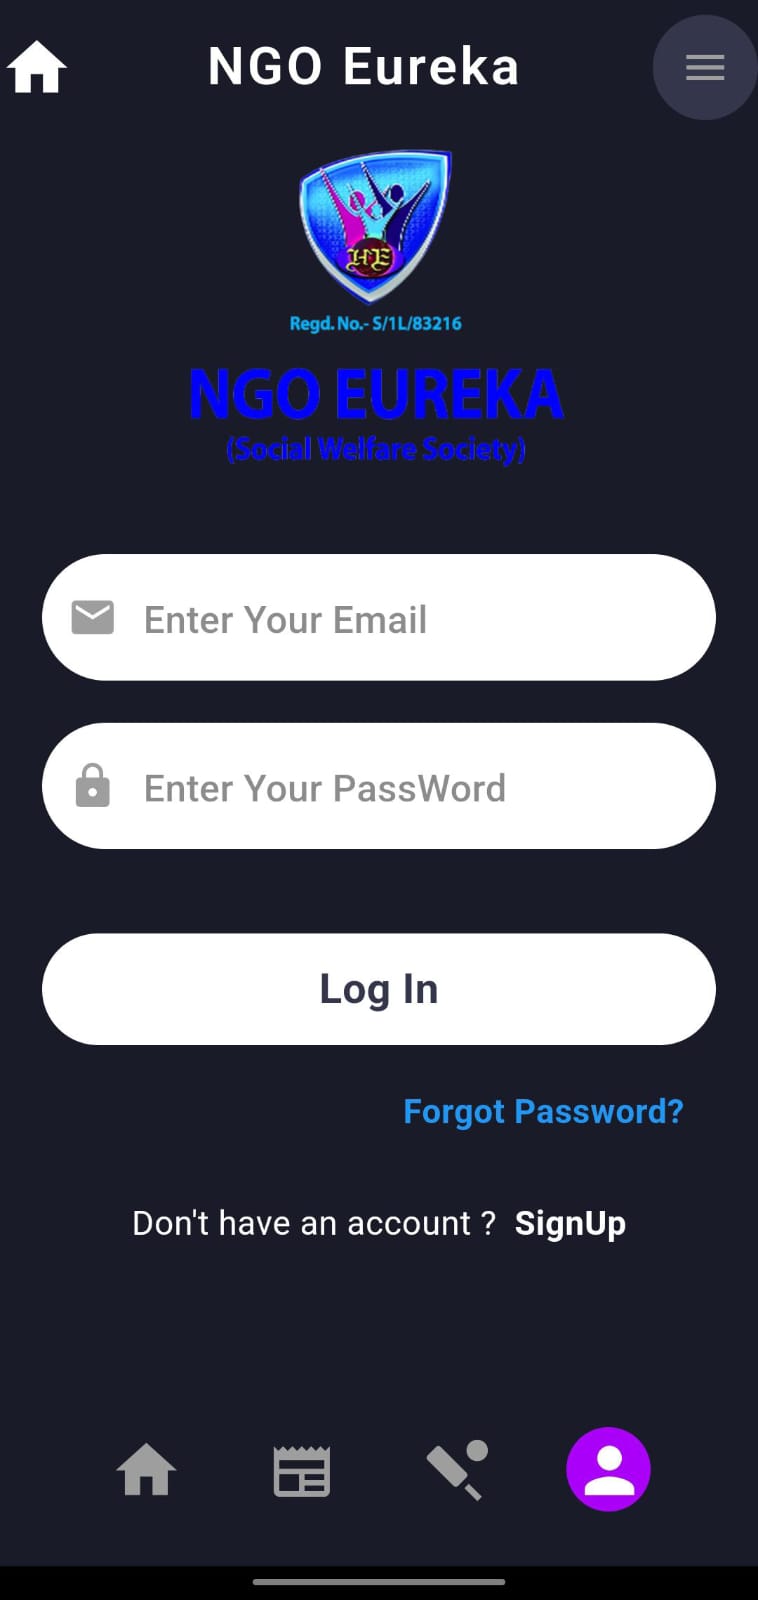 NGO Eureka
HE
Regd. No.- S/1L/83216
NGO EUREKA
(Social Welfare Society)
Enter Your Email
Enter Your PassWord
Log In
Forgot Password?
Don't have an account ? SignUp